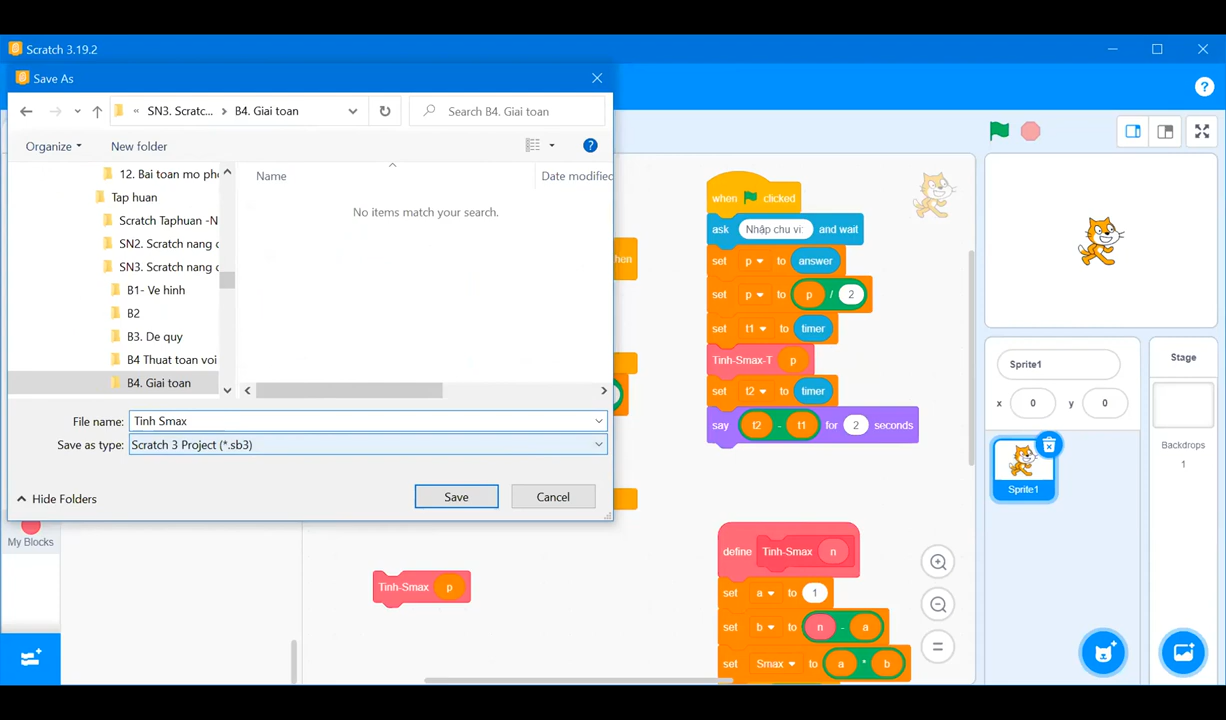 Scratch 3.19.2
Save As
« SN3. Scratc... › B4. Giai toan
Search B4. Giai toan
Organize
New folder
Name
Date modified
No items match your search.
12. Bai toan mo ph
Tap huan
Scratch Taphuan -N
SN2. Scratch nang c
SN3. Scratch nang c
B1- Ve hinh
B2
B3. De quy
B4 Thuat toan voi
B4. Giai toan
File name: Tinh Smax
Save as type: Scratch 3 Project (*.sb3)
Hide Folders
Save
Cancel
My Blocks
hen
Tinh-Smax p
when clicked
ask Nhập chu vi: and wait
set p to answer
set p to p / 2
set t1 to timer
Tinh-Smax-T p
set t2 to timer
say t2 - t1 for 2 seconds
define Tinh-Smax n
set a to 1
set b to n - a
set Smax to a * b
Sprite1
x 0 y 0
Sprite1
Stage
Backdrops
1